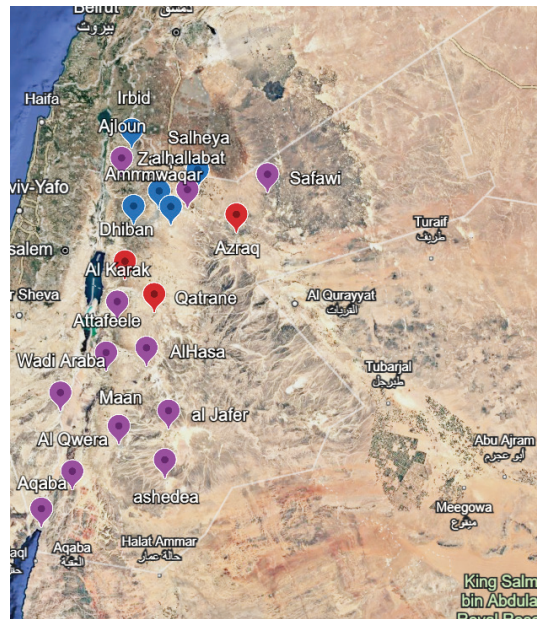 Beirut
بيروت
دمشق
Haifa
Irbid
Ajloun
Salheya
Zalhallabat
Safawi
viv-Yafo
Dhiban
Azraq
Turaif
طريف
salem
Al Karak
r Sheva
Qatrane
Al Qurayyat
القريات
Attafeele
Wadi Araba
AlHasa
Tubarjal
طبرجل
Maan
al Jafer
Al Qwera
Abu Ajram
أبو عجرم
Aqaba
ashedea
Meegowa
ميقوع
Halat Ammar
حالة عمار
Aqaba
العقبة
King Salm
bin Abdula